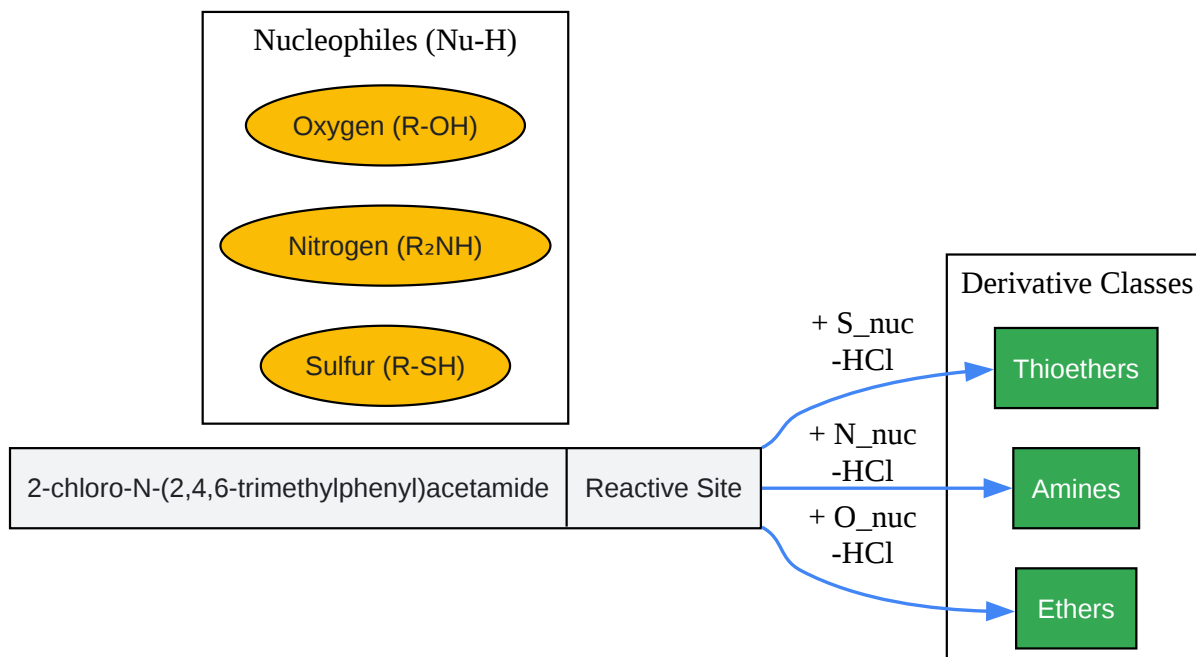 Nucleophiles (Nu-H)
Oxygen (R-OH)
Nitrogen (R₂NH)
Sulfur (R-SH)
2-chloro-N-(2,4,6-trimethylphenyl)acetamide
Reactive Site
+ S_nuc
-HCl
+ N_nuc
-HCl
+ O_nuc
-HCl
Derivative Classes
Thioethers
Amines
Ethers